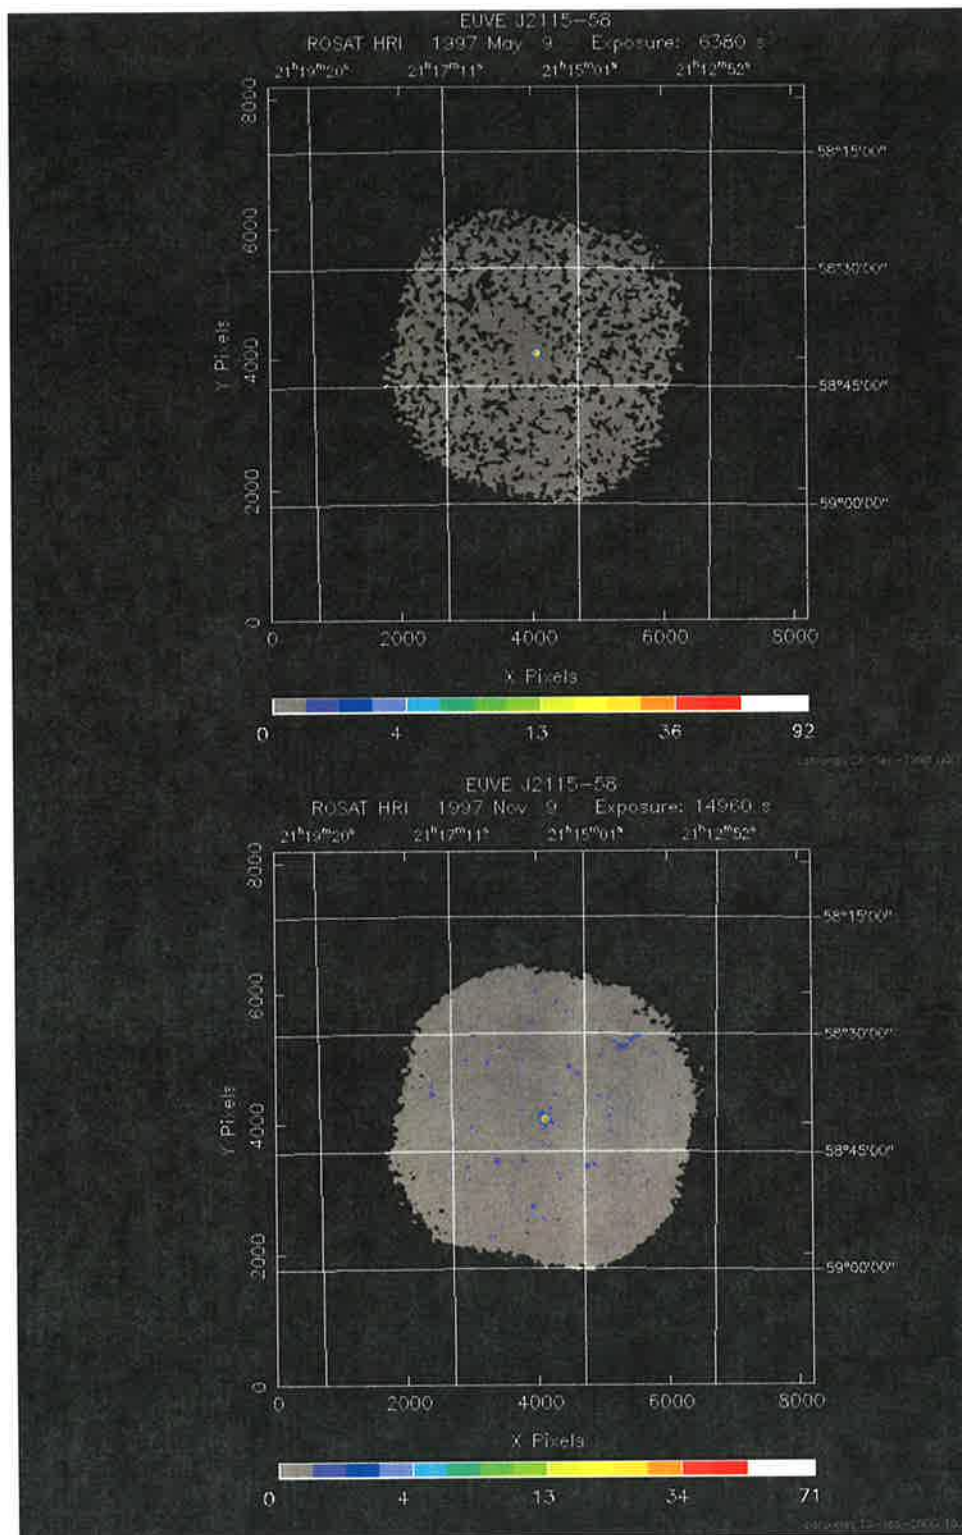 EUVE J2115-58
ROSAT HRI 1997 May 9 Exposure: 6380 s
21ʰ19ᵐ20ˢ 21ʰ17ᵐ11ˢ 21ʰ15ᵐ01ˢ 21ʰ12ᵐ52ˢ
8000
58°15'00"
6000
58°30'00"
Y Pixels
4000
58°45'00"
2000
59°00'00"
0
0 2000 4000 6000 8000
X Pixels
0 4 13 36 92
EUVE J2115-58
ROSAT HRI 1997 Nov 9 Exposure: 14960 s
21ʰ19ᵐ20ˢ 21ʰ17ᵐ11ˢ 21ʰ15ᵐ01ˢ 21ʰ12ᵐ52ˢ
8000
58°15'00"
6000
58°30'00"
Y Pixels
4000
58°45'00"
2000
59°00'00"
0
0 2000 4000 6000 8000
X Pixels
0 4 13 34 71